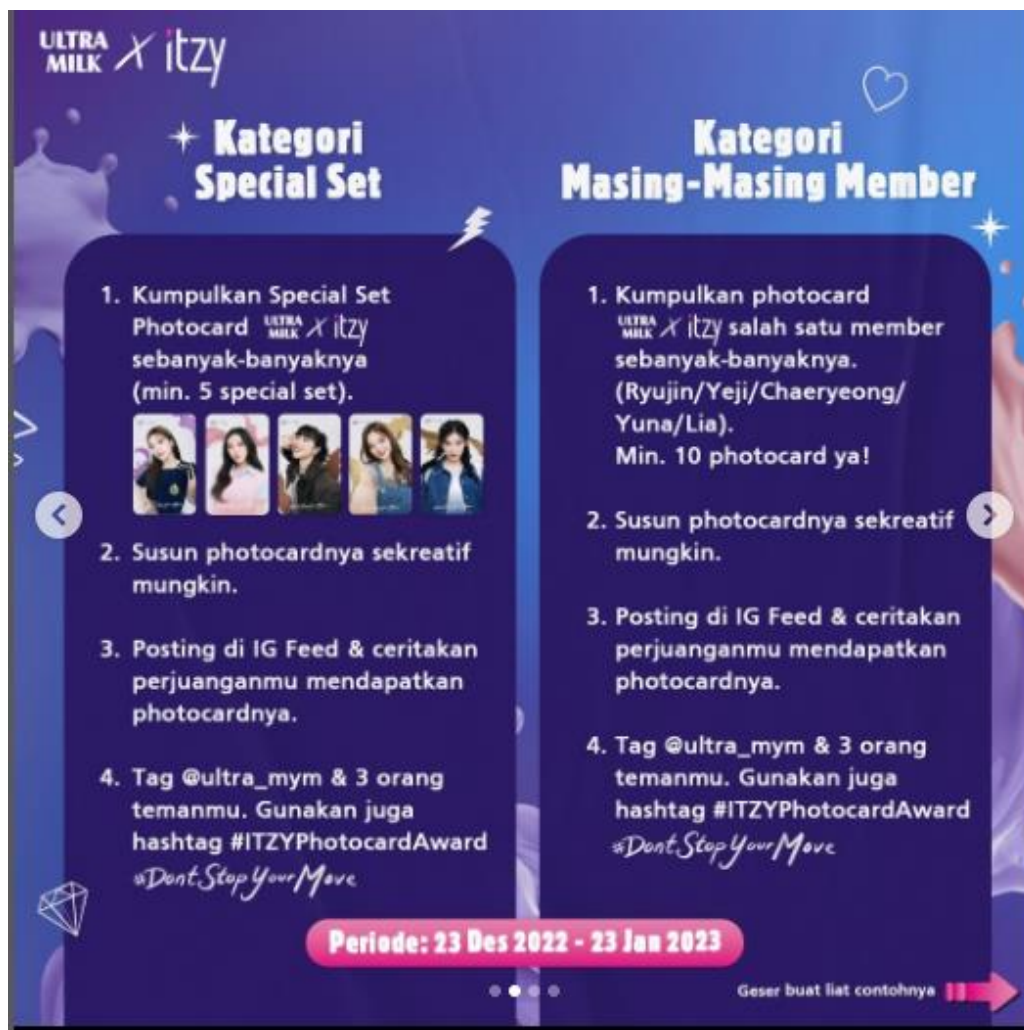 ULTRA MILK X itzy
Kategori
Special Set
1. Kumpulkan Special Set
Photocard ULTRA MILK X itzy
sebanyak-banyaknya
(min. 5 special set).
2. Susun photocardnya sekreatif
mungkin.
3. Posting di IG Feed & ceritakan
perjuanganmu mendapatkan
photocardnya.
4. Tag @ultra_mym & 3 orang
temanmu. Gunakan juga
hashtag #ITZYPhotocardAward
#DontStopYourMove
Kategori
Masing-Masing Member
1. Kumpulkan photocard
ULTRA MILK X itzy salah satu member
sebanyak-banyaknya.
(Ryujin/Yeji/Chaeryeong/
Yuna/Lia).
Min. 10 photocard ya!
2. Susun photocardnya sekreatif
mungkin.
3. Posting di IG Feed & ceritakan
perjuanganmu mendapatkan
photocardnya.
4. Tag @ultra_mym & 3 orang
temanmu. Gunakan juga
hashtag #ITZYPhotocardAward
#DontStopYourMove
Periode: 23 Des 2022 - 23 Jan 2023
Geser buat liat contohnya